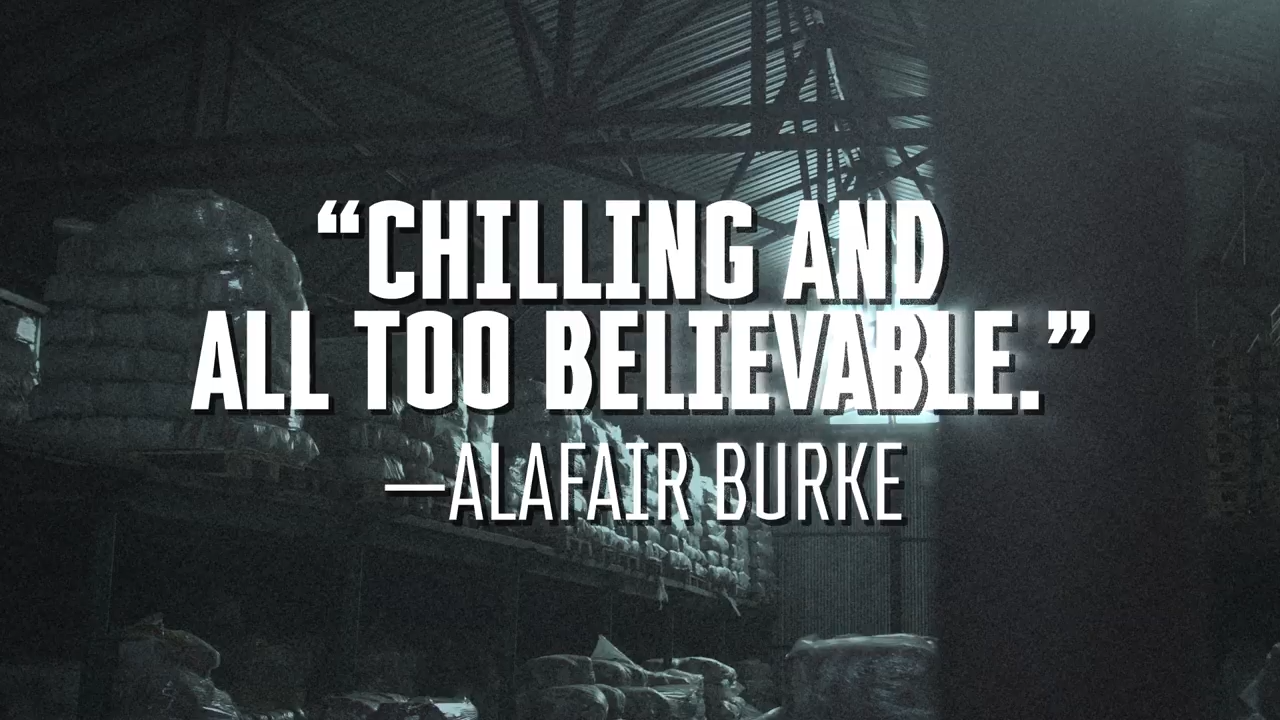 “CHILLING AND
ALL TOO BELIEVABLE.”
—ALAFAIR BURKE